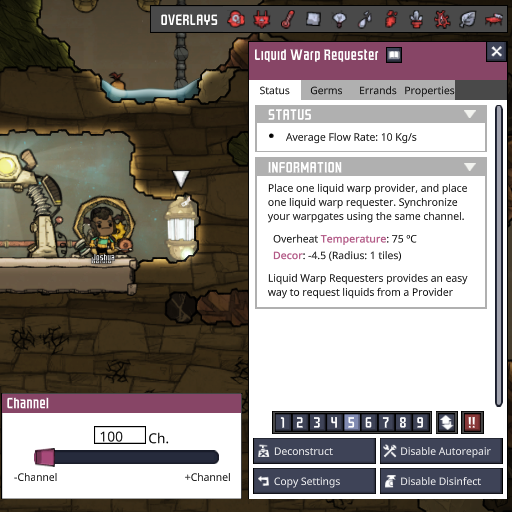 OVERLAYS
Liquid Warp Requester
Status
Germs
Errands
Properties
STATUS
• Average Flow Rate: 10 Kg/s
INFORMATION
Place one liquid warp provider, and place
one liquid warp requester. Synchronize
your warpgates using the same channel.
Overheat Temperature: 75 °C
Decor: -4.5 (Radius: 1 tiles)
Liquid Warp Requesters provides an easy
way to request liquids from a Provider
Joshua
Channel
100 Ch.
-Channel
+Channel
1 2 3 4 5 6 7 8 9 !!
Deconstruct
Disable Autorepair
Copy Settings
Disable Disinfect